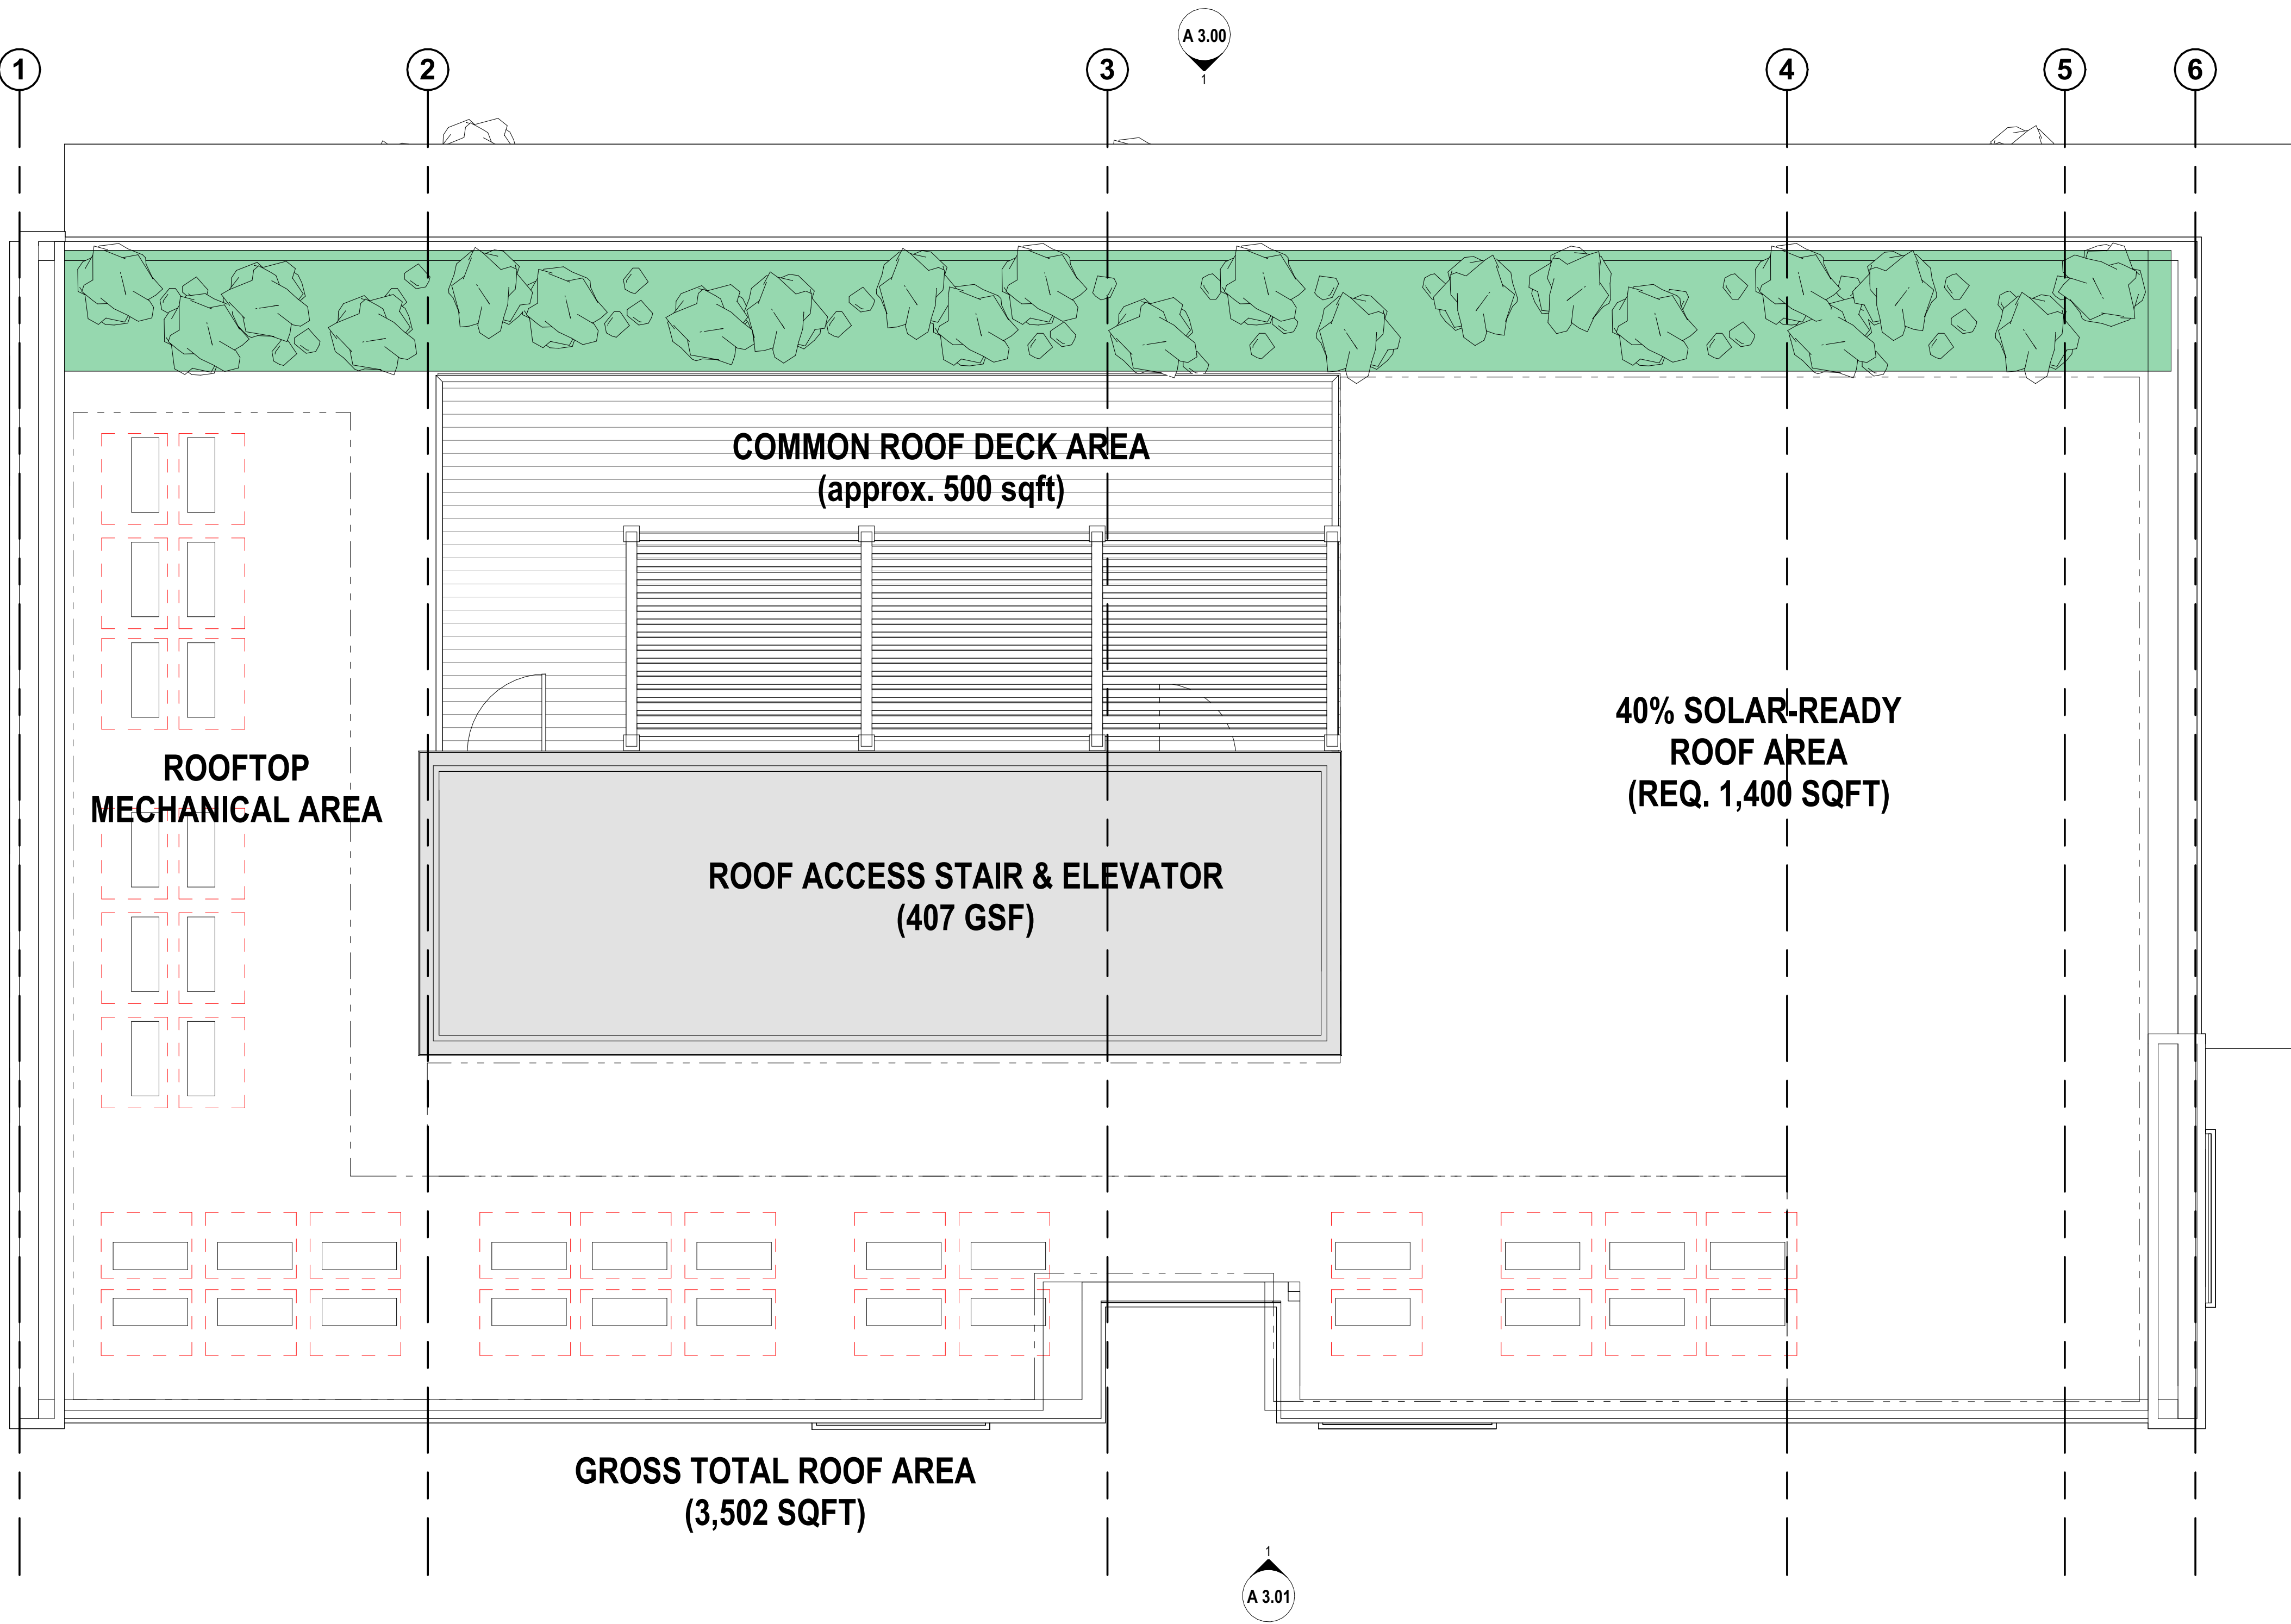 A 3.00
1
1
2
3
4
5
6
COMMON ROOF DECK AREA
(approx. 500 sqft)
40% SOLAR-READY
ROOF AREA
(REQ. 1,400 SQFT)
ROOFTOP
MECHANICAL AREA
ROOF ACCESS STAIR & ELEVATOR
(407 GSF)
GROSS TOTAL ROOF AREA
(3,502 SQFT)
1
A 3.01